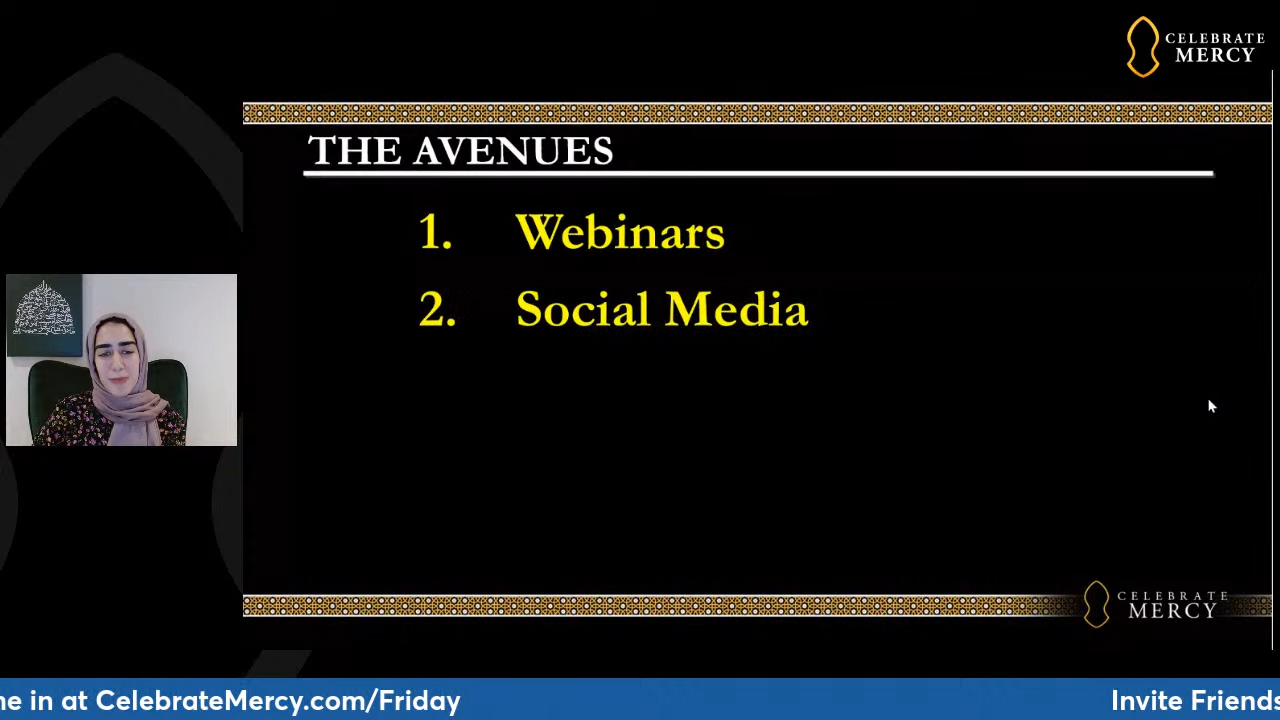 CELEBRATE
MERCY
THE AVENUES
1. Webinars
2. Social Media
CELEBRATE
MERCY
ne in at CelebrateMercy.com/Friday
Invite Friends